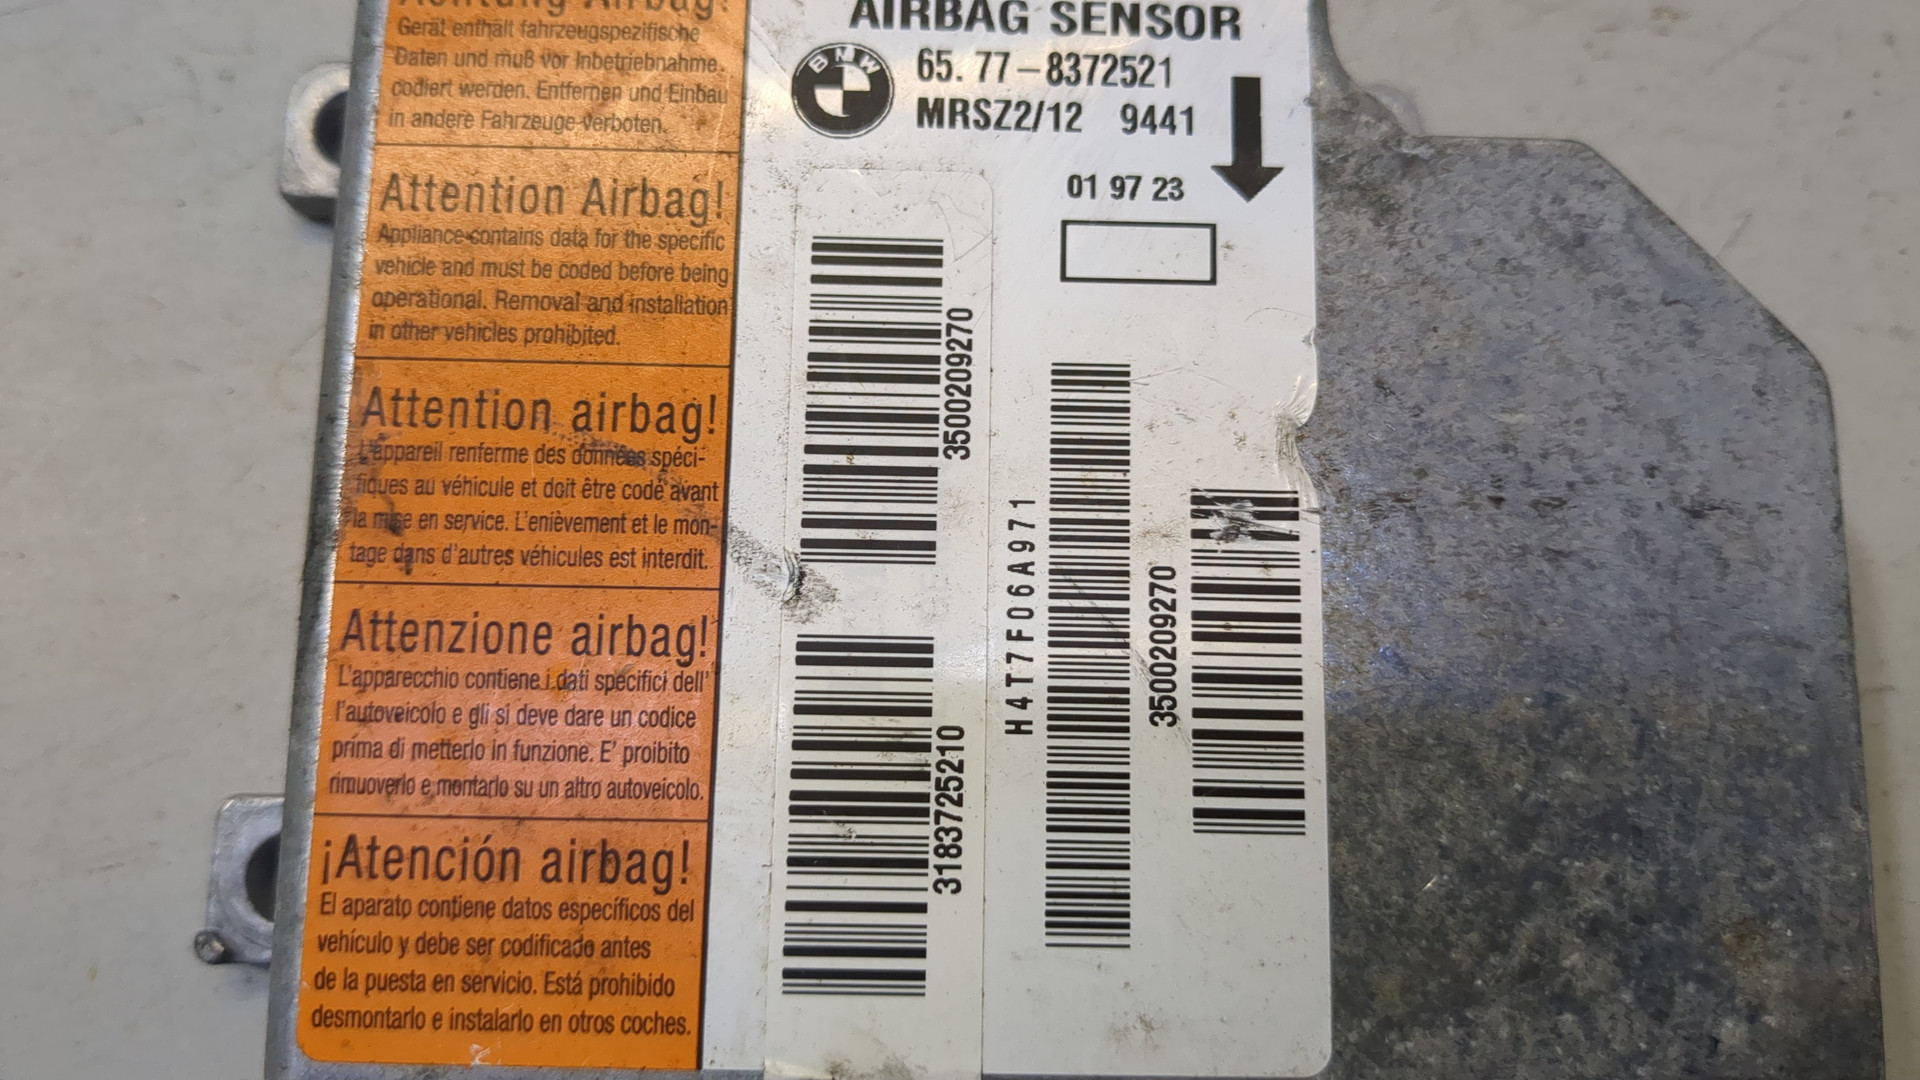 Achtung Airbag!
Gerät enthält fahrzeugspezifische
Daten und muß vor Inbetriebnahme
codiert werden. Entfernen und Einbau
in andere Fahrzeuge verboten.
Attention Airbag!
Appliance contains data for the specific
vehicle and must be coded before being
operational. Removal and installation
in other vehicles prohibited.
Attention airbag!
L'appareil renferme des données spéci-
fiques au véhicule et doit être codé avant
la mise en service. L'enièvement et le mon-
tage dans d'autres véhicules est interdit.
Attenzione airbag!
L'apparecchio contiene i dati specifici dell'
l'autoveicolo e gli si deve dare un codice
prima di metterlo in funzione. E' proibito
rimuoverlo e montarlo su un altro autoveicolo.
¡Atención airbag!
El aparato contiene datos específicos del
vehículo y debe ser codificado antes
de la puesta en servicio. Está prohibido
desmontarlo e instalarlo en otros coches.
AIRBAG SENSOR
BMW
65.77-8372521
MRSZ2/12 9441
01 97 23
3500209270
3183725210
H4T7F06A971
3500209270